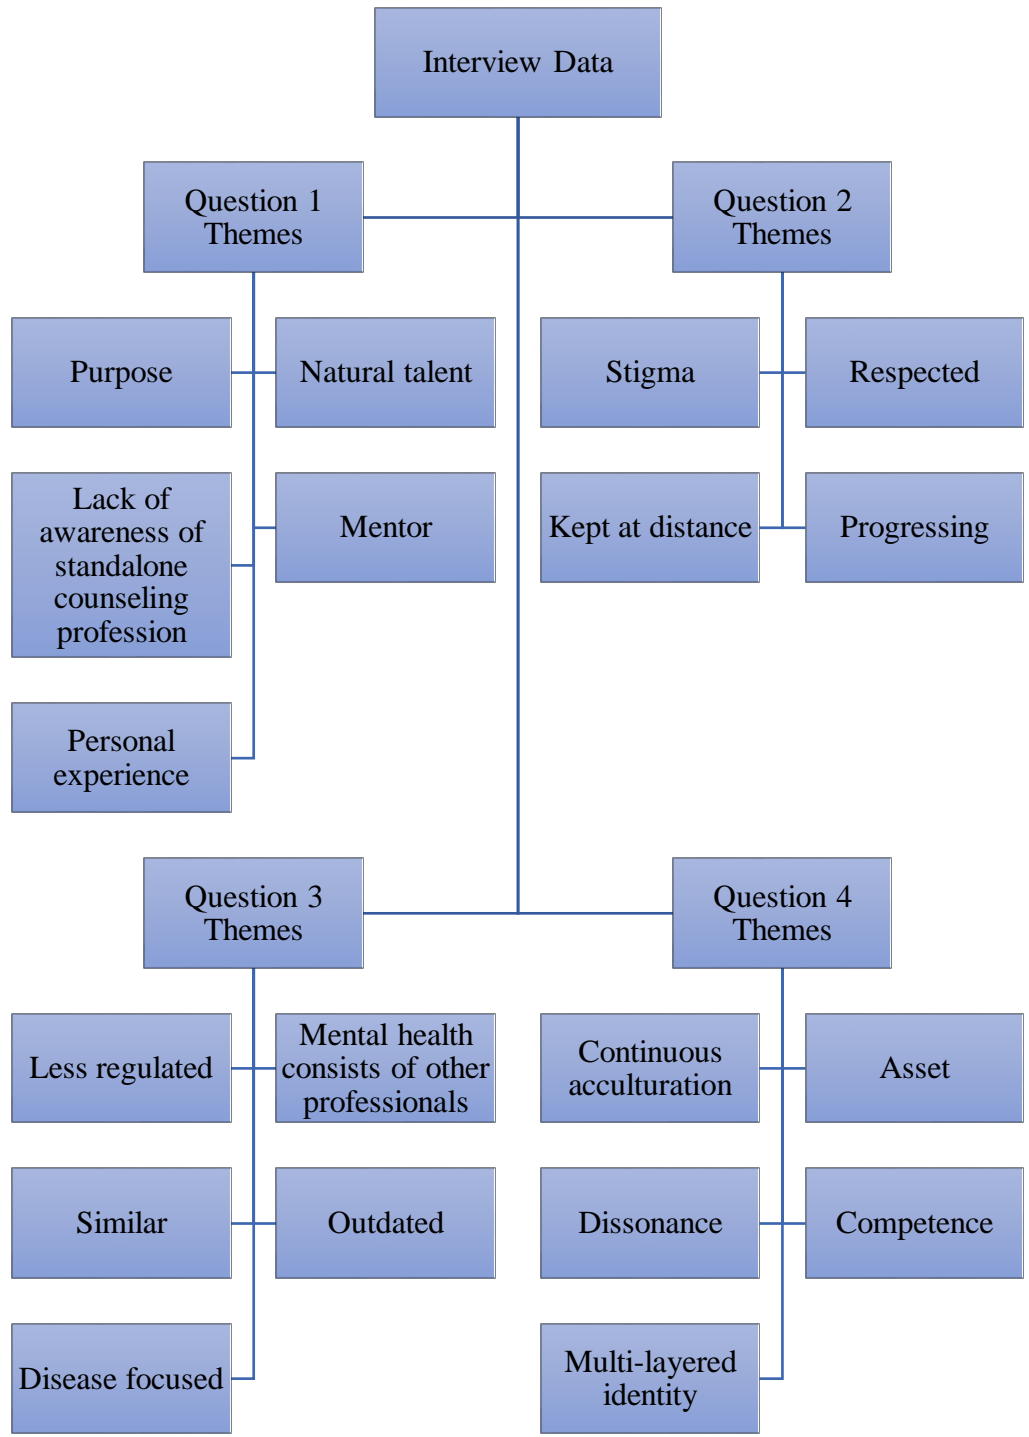 Interview Data
Question 1
Themes
Question 2
Themes
Purpose
Natural talent
Stigma
Respected
Lack of
awareness of
standalone
counseling
profession
Mentor
Kept at distance
Progressing
Personal
experience
Question 3
Themes
Question 4
Themes
Less regulated
Mental health
consists of other
professionals
Continuous
acculturation
Asset
Similar
Outdated
Dissonance
Competence
Disease focused
Multi-layered
identity